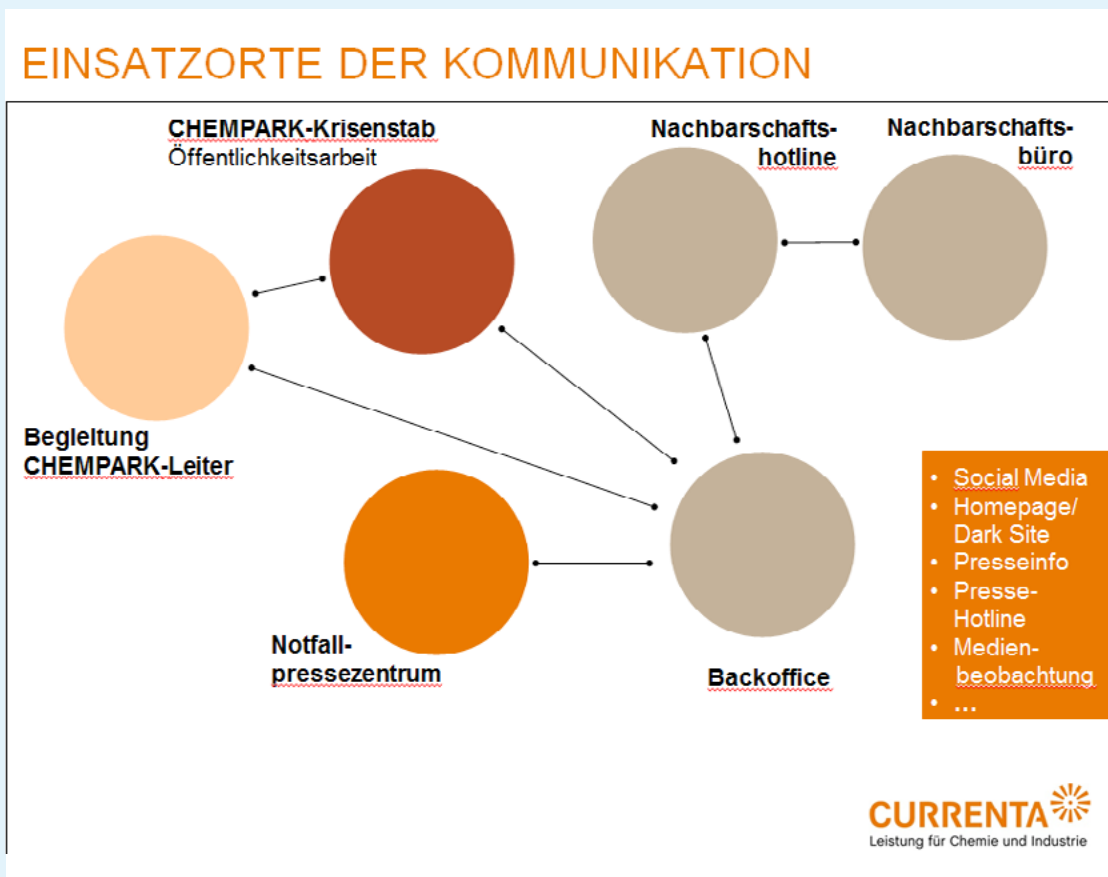 EINSATZORTE DER KOMMUNIKATION
CHEMPARK-Krisenstab
Öffentlichkeitsarbeit
Nachbarschafts-
hotline
Nachbarschafts-
büro
Begleitung
CHEMPARK-Leiter
Notfall-
pressezentrum
Backoffice
• Social Media
• Homepage/
Dark Site
• Presseinfo
• Presse-
Hotline
• Medien-
beobachtung
• ...
CURRENTA
Leistung für Chemie und Industrie